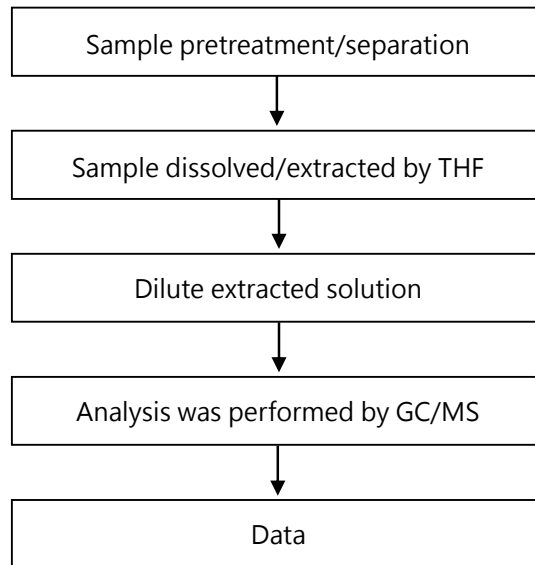 Sample pretreatment/separation
Sample dissolved/extracted by THF
Dilute extracted solution
Analysis was performed by GC/MS
Data